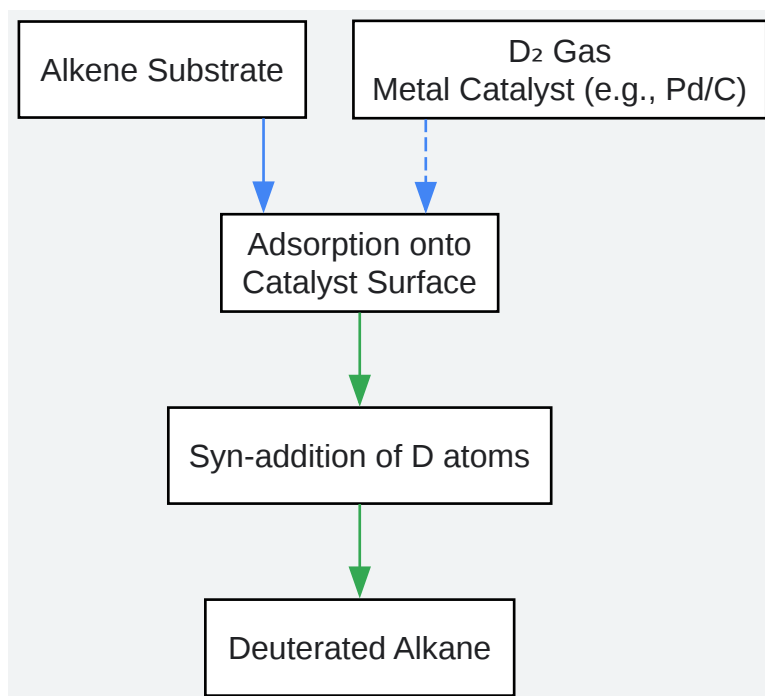 Alkene Substrate
D₂ Gas
Metal Catalyst (e.g., Pd/C)
Adsorption onto
Catalyst Surface
Syn-addition of D atoms
Deuterated Alkane